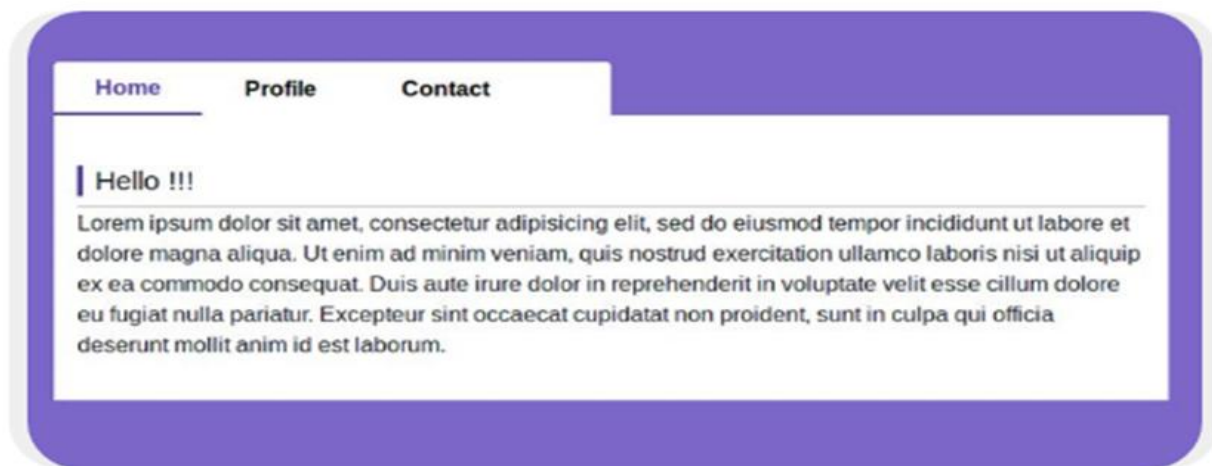 Home Profile Contact
Hello !!!
Lorem ipsum dolor sit amet, consectetur adipisicing elit, sed do eiusmod tempor incididunt ut labore et
dolore magna aliqua. Ut enim ad minim veniam, quis nostrud exercitation ullamco laboris nisi ut aliquip
ex ea commodo consequat. Duis aute irure dolor in reprehenderit in voluptate velit esse cillum dolore
eu fugiat nulla pariatur. Excepteur sint occaecat cupidatat non proident, sunt in culpa qui officia
deserunt mollit anim id est laborum.